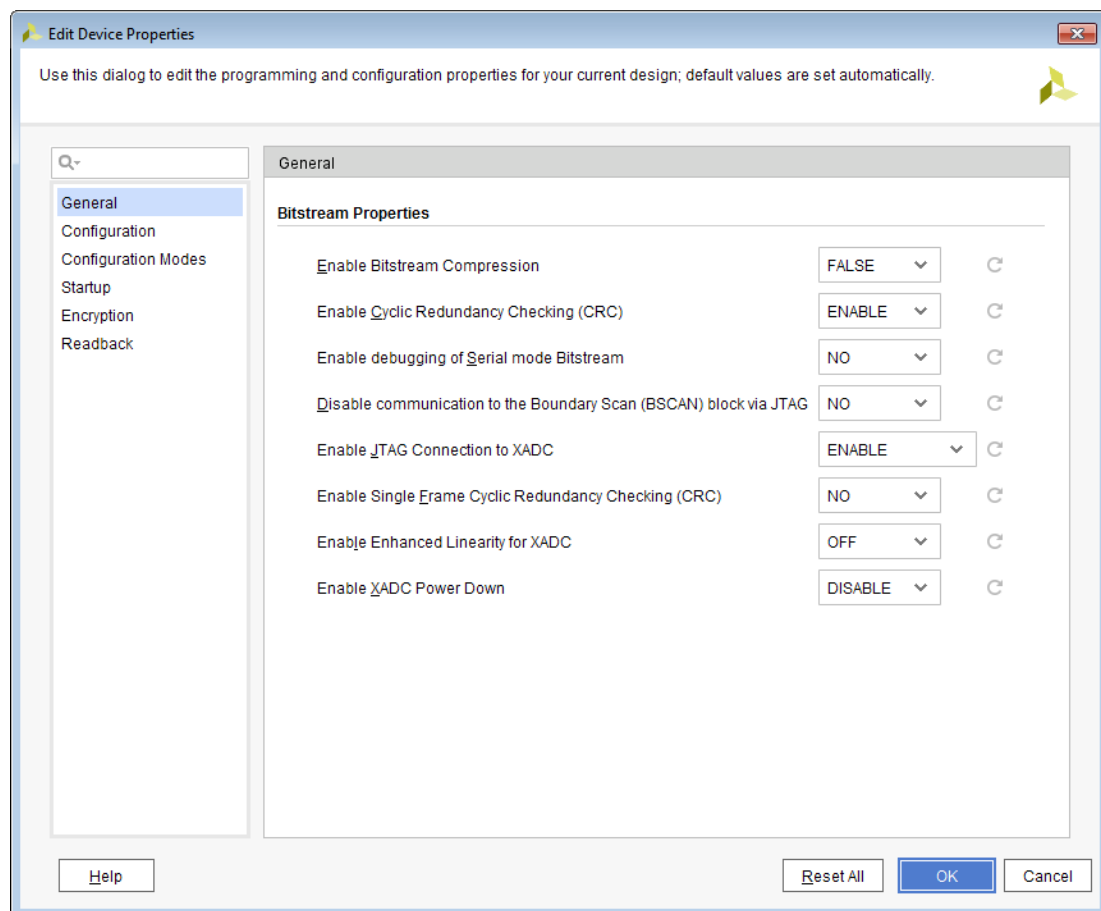 Edit Device Properties
Use this dialog to edit the programming and configuration properties for your current design; default values are set automatically.
General
General
Configuration
Configuration Modes
Startup
Encryption
Readback
Bitstream Properties
Enable Bitstream Compression FALSE
Enable Cyclic Redundancy Checking (CRC) ENABLE
Enable debugging of Serial mode Bitstream NO
Disable communication to the Boundary Scan (BSCAN) block via JTAG NO
Enable JTAG Connection to XADC ENABLE
Enable Single Frame Cyclic Redundancy Checking (CRC) NO
Enable Enhanced Linearity for XADC OFF
Enable XADC Power Down DISABLE
Help Reset All OK Cancel